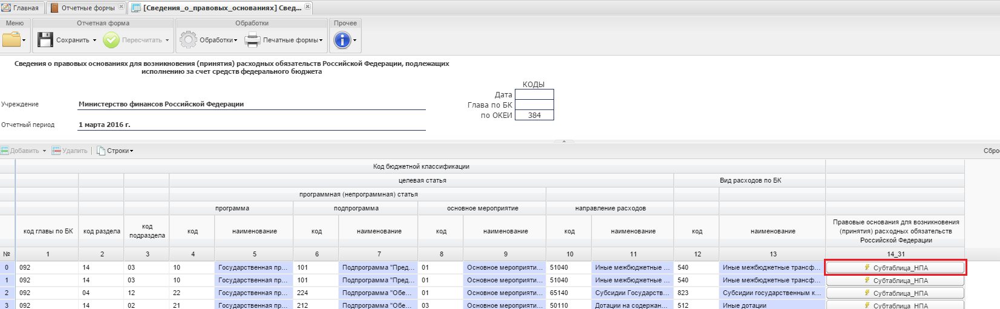 Главная
Отчетные формы
[Сведения_о_правовых_основаниях] Свед...
Меню
Отчетная форма
Обработки
Прочее
Сохранить
Пересчитать
Обработки
Печатные формы
Сведения о правовых основаниях для возникновения (принятия) расходных обязательств Российской Федерации, подлежащих
исполнению за счет средств федерального бюджета
КОДЫ
Дата
Учреждение
Министерство финансов Российской Федерации
Глава по БК
по ОКЕИ 384
Отчетный период
1 марта 2016 г.
Добавить
Удалить
Строки
Сброс
Код бюджетной классификации
целевая статья
Вид расходов по БК
программная (непрограммная) статья
программа
подпрограмма
основное мероприятие
направление расходов
код главы по БК
код раздела
код
подраздела
код
наименование
код
наименование
код
наименование
код
наименование
код
наименование
Правовые основания для возникновения
(принятия) расходных обязательств
Российской Федерации
№ 1 2 3 4 5 6 7 8 9 10 11 12 13 14_31
0 092 14 03 10 Государственная пр... 101 Подпрограмма "Пред... 01 Основное мероприяти... 51040 Иные межбюджетные ... 540 Иные межбюджетные трансф... Субтаблица_НПА
1 092 14 03 10 Государственная пр... 101 Подпрограмма "Пред... 01 Основное мероприяти... 51040 Иные межбюджетные ... 540 Иные межбюджетные трансф... Субтаблица_НПА
2 092 04 12 22 Государственная пр... 224 Подпрограмма "Обе... 01 Основное мероприяти... 65140 Субсидии Государств... 823 Субсидии государственным к... Субтаблица_НПА
3 092 14 02 21 Государственная пр... 212 Подпрограмма "Обе... 03 Основное мероприяти... 50110 Дотации на содержан... 512 Иные дотации Субтаблица_НПА